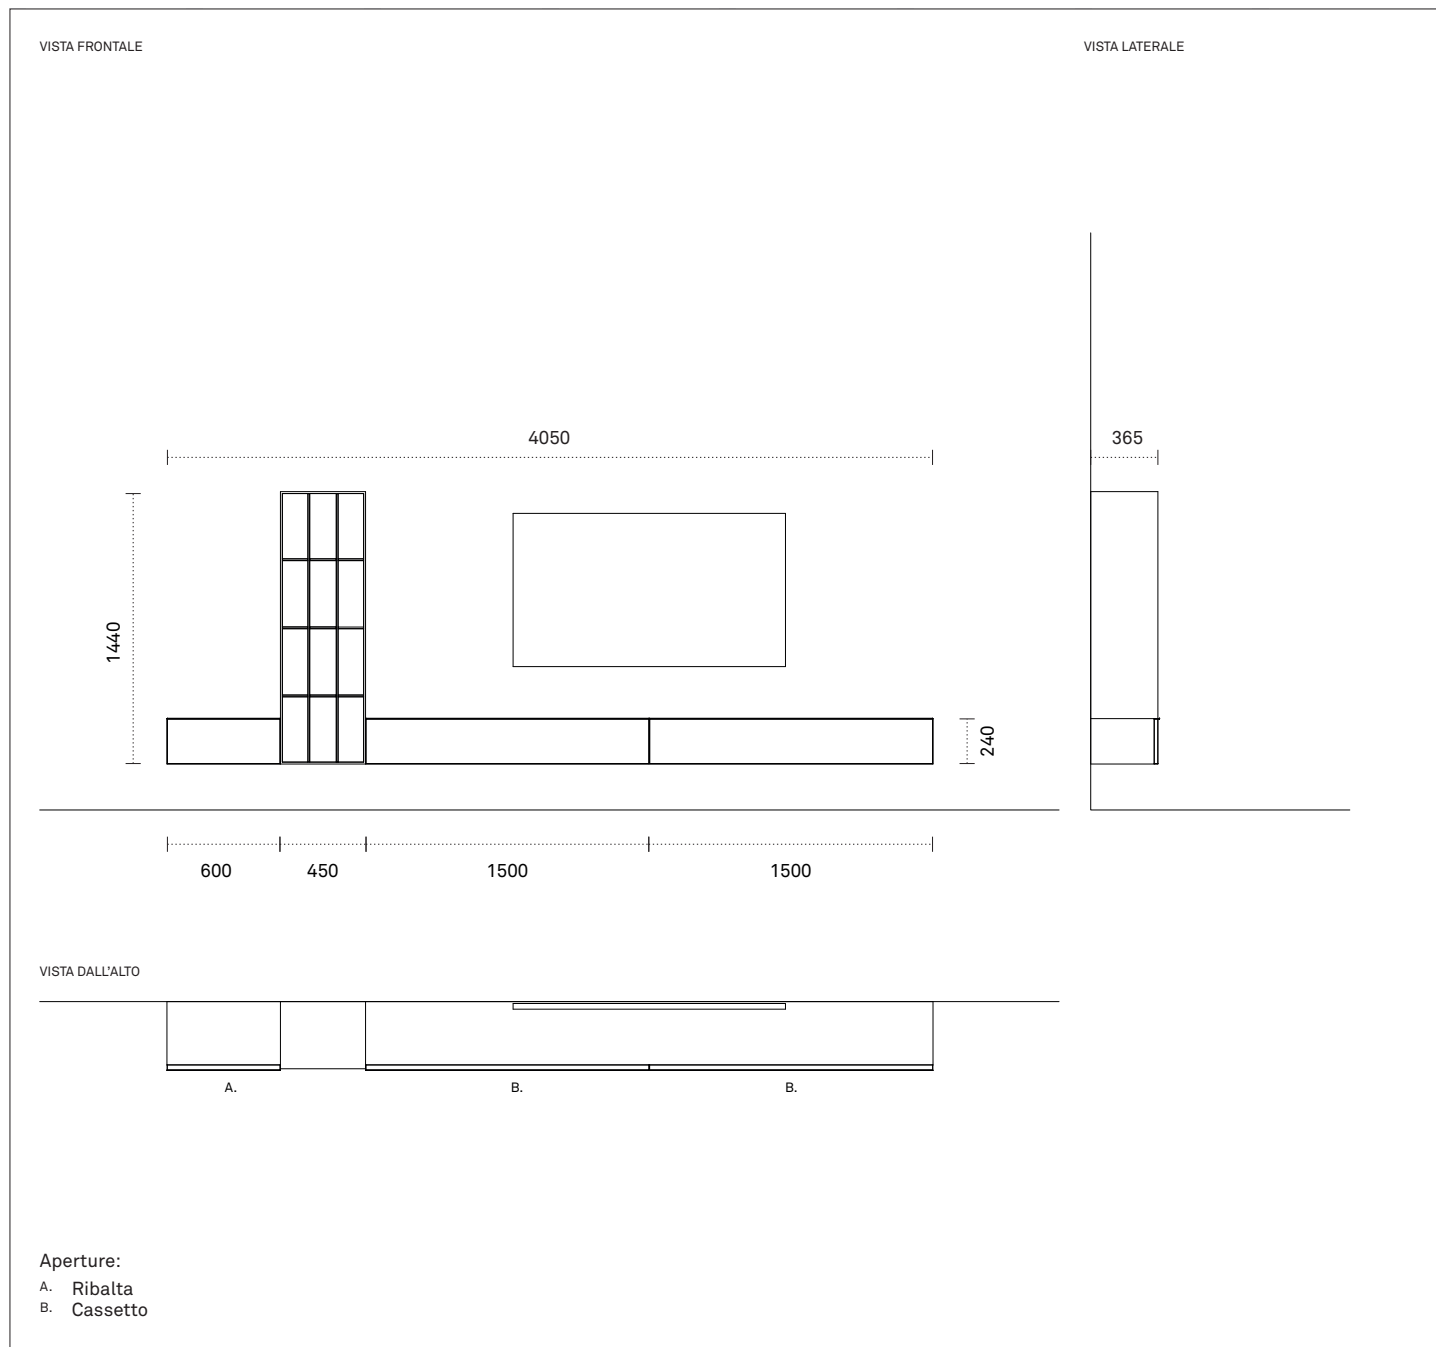 VISTA FRONTALE
VISTA LATERALE
4050
365
1440
240
600
450
1500
1500
VISTA DALL'ALTO
A.
B.
B.
Aperture:
A. Ribalta
B. Cassetto